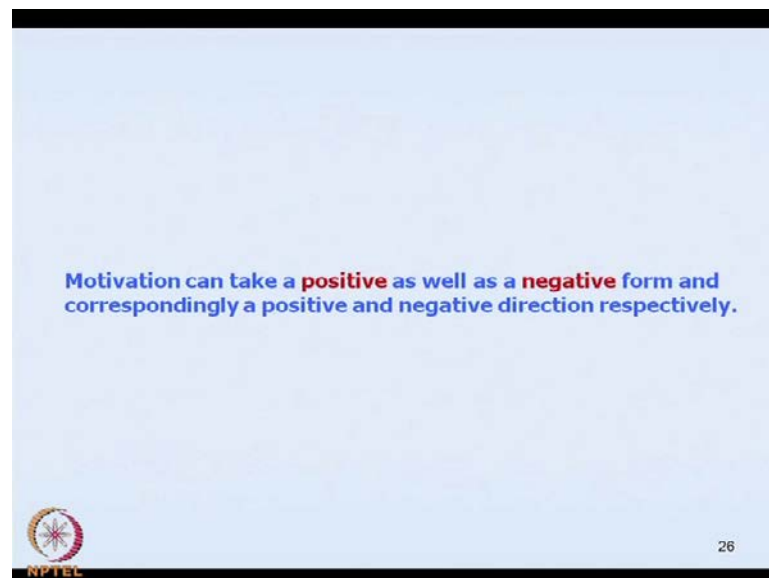 Motivation can take a positive as well as a negative form and
correspondingly a positive and negative direction respectively.
NPTEL
26